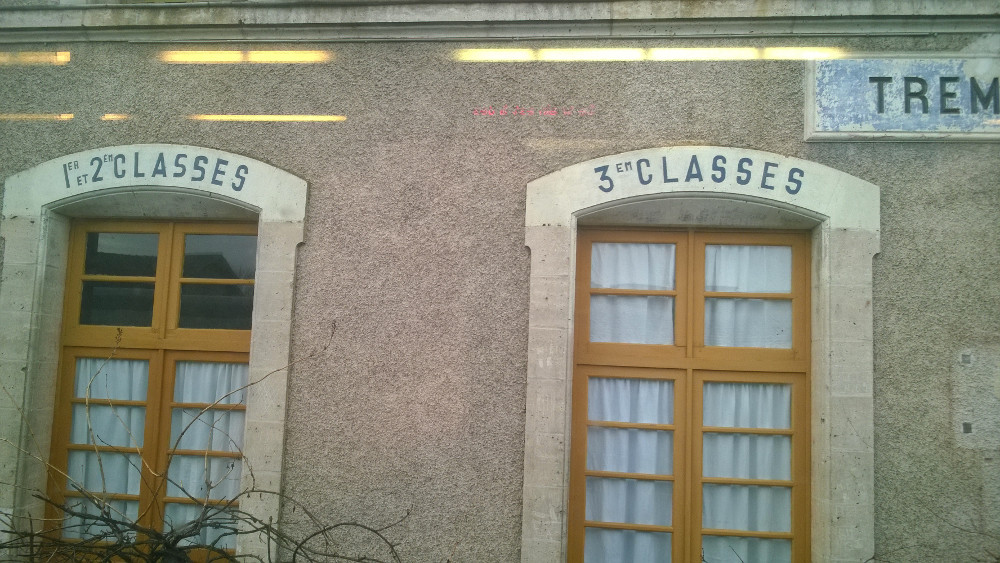 1ER ET 2EM CLASSES
3EM CLASSES
TREM